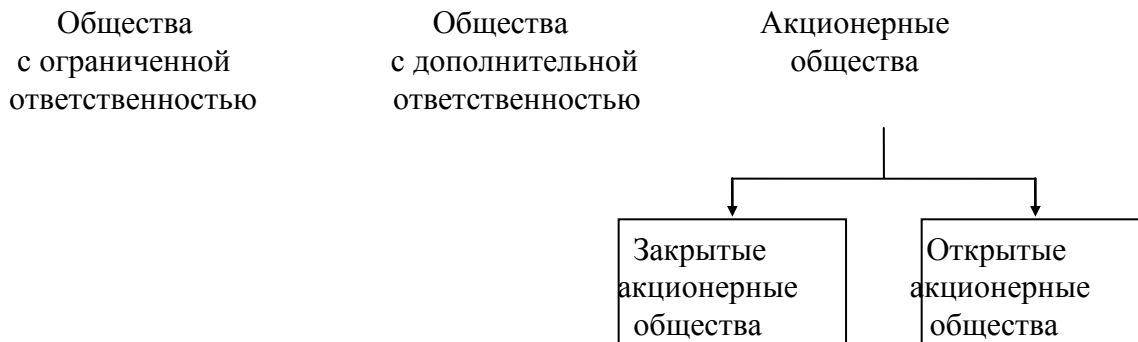 Общества
с ограниченной
ответственностью
Общества
с дополнительной
ответственностью
Акционерные
общества
Закрытые
акционерные
общества
Открытые
акционерные
общества